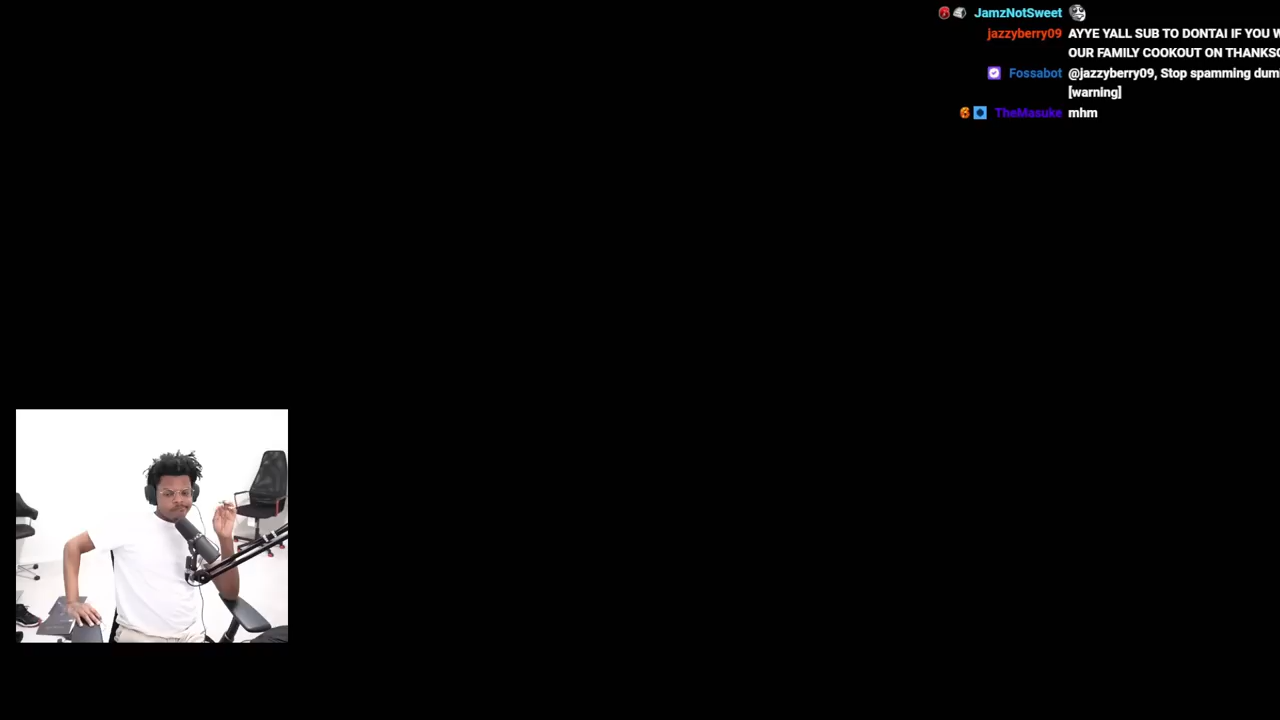 JamzNotSweet
jazzyberry09 AYYE YALL SUB TO DONTAI IF YOU
OUR FAMILY COOKOUT ON
Fossabot @jazzyberry09, Stop spamming
[warning]
TheMasuke mhm